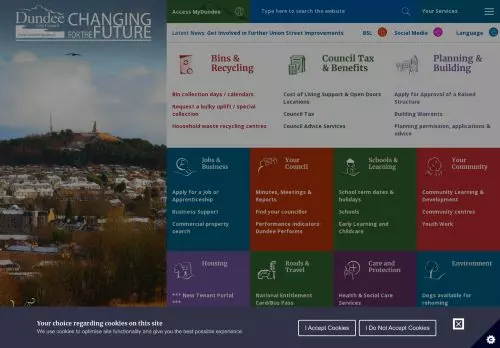 Dundee
CHANGING
City Council
FOR THE FUTURE
Access MyDundee
Type here to search the website
Your Services
Latest News: Get Involved in Further Union Street Improvements
BSL
Social Media
Language
Bins &
Recycling
Bin collection days / calendars
Request a bulky uplift / special
collection
Household waste recycling centres
Council Tax
& Benefits
Cost of Living Support & Open Doors
Locations
Council Tax
Council Advice Services
Planning &
Building
Apply for Approval of a Raised
Structure
Building Warrants
Planning permission, applications &
advice
Jobs &
Business
Apply for a Job or
Apprenticeship
Business Support
Commercial property
search
Your
Council
Minutes, Meetings &
Reports
Find your councillor
Performance indicators
Dundee Performs
Schools &
Learning
School term dates &
holidays
Schools
Early Learning and
Childcare
Your
Community
Community Learning &
Development
Community centres
Youth Work
Housing
*** New Tenant Portal
***
Roads &
Travel
National Entitlement
Card/Bus Pass
Care and
Protection
Health & Social Care
Services
Environment
Dogs available for
rehoming
Your choice regarding cookies on this site
We use cookies to optimise site functionality and give you the best possible experience.
I Accept Cookies
I Do Not Accept Cookies